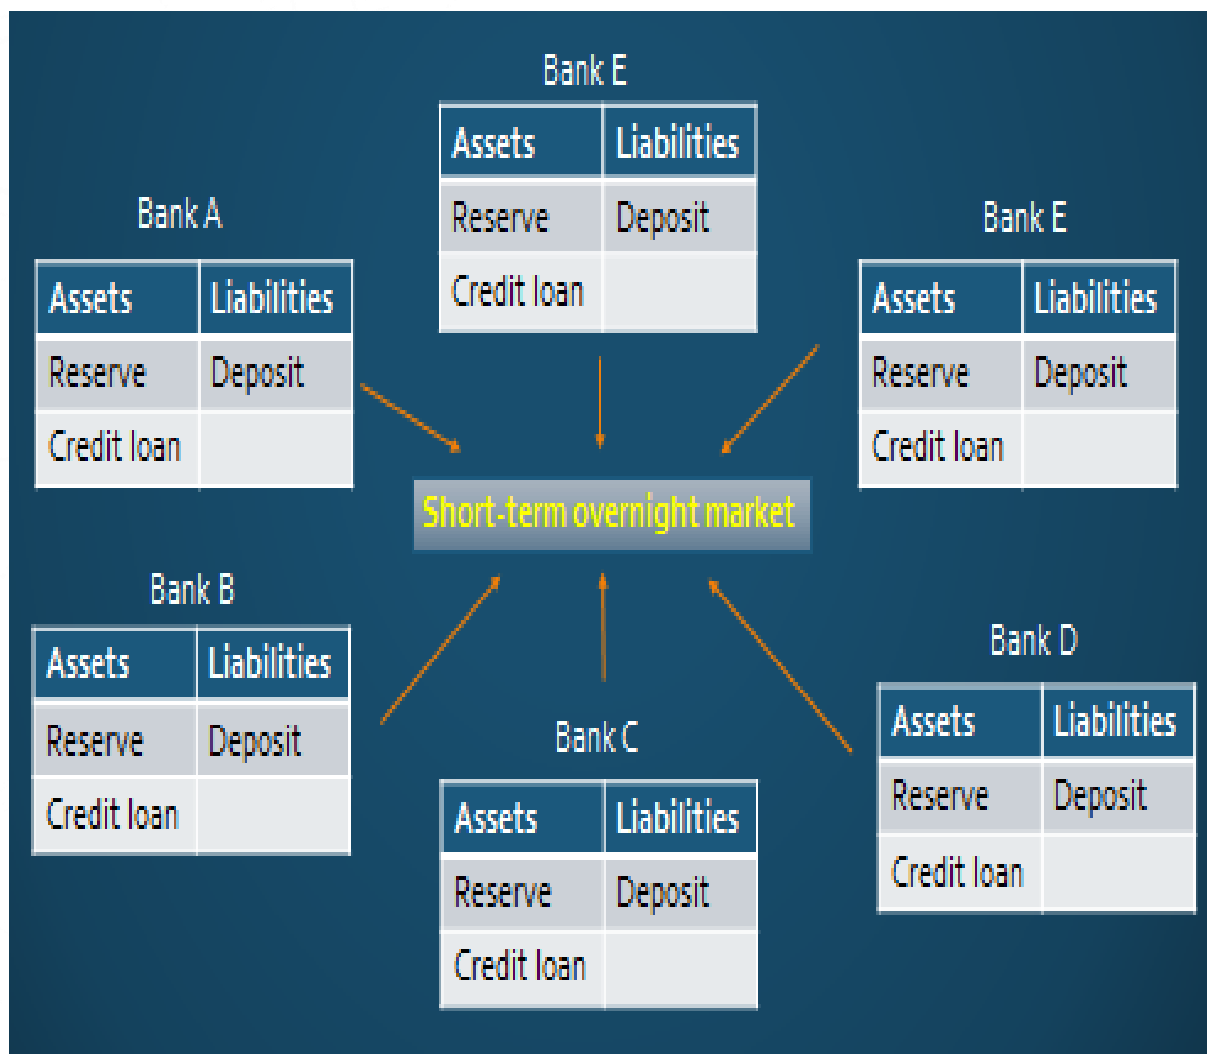 Bank E
Assets Liabilities
Reserve Deposit
Credit loan
Bank A
Assets Liabilities
Reserve Deposit
Credit loan
Bank E
Assets Liabilities
Reserve Deposit
Credit loan
Short-term overnight market
Bank B
Assets Liabilities
Reserve Deposit
Credit loan
Bank C
Assets Liabilities
Reserve Deposit
Credit loan
Bank D
Assets Liabilities
Reserve Deposit
Credit loan